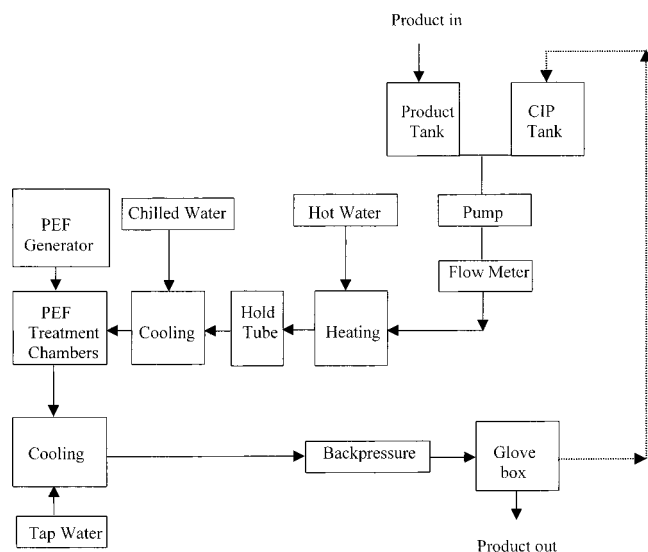 Product in
Product
Tank
CIP
Tank
PEF
Generator
Chilled Water
Hot Water
Pump
Flow Meter
PEF
Treatment
Chambers
Cooling
Hold
Tube
Heating
Cooling
Backpressure
Glove
box
Tap Water
Product out